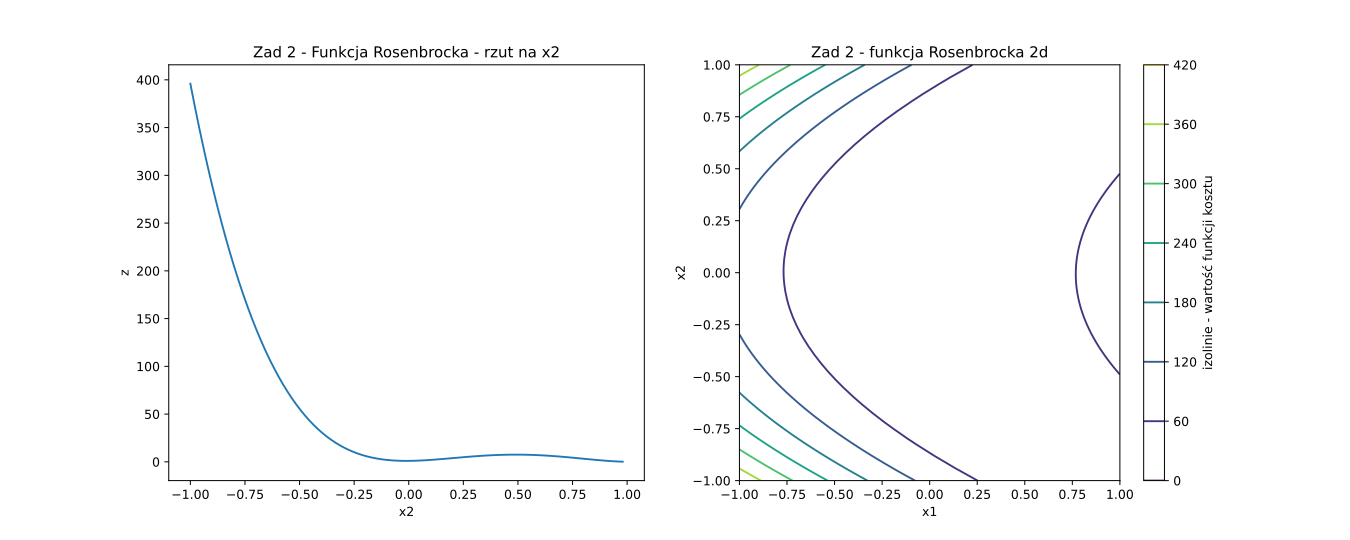 Zad 2 - Funkcja Rosenbrocka - rzut na x2
400
350
300
250
200
150
100
50
0
z
−1.00 −0.75 −0.50 −0.25 0.00 0.25 0.50 0.75 1.00
x2
Zad 2 - funkcja Rosenbrocka 2d
1.00
0.75
0.50
0.25
0.00
−0.25
−0.50
−0.75
−1.00
x2
−1.00 −0.75 −0.50 −0.25 0.00 0.25 0.50 0.75 1.00
x1
420
360
300
240
180
120
60
0
izolinie - wartość funkcji kosztu